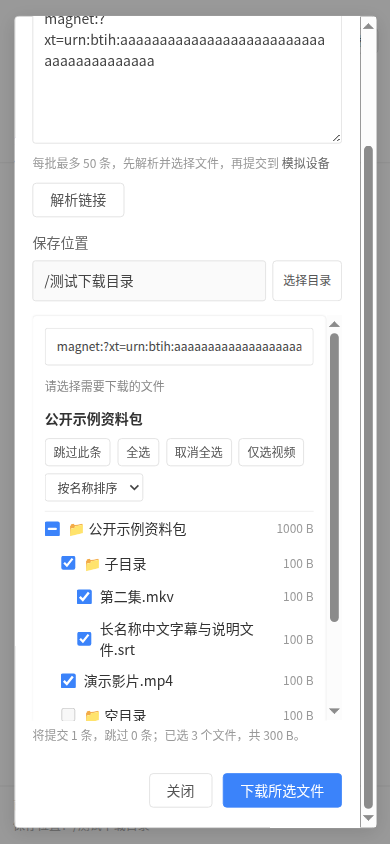 magnet:?
xt=urn:btih:aaaaaaaaaaaaaaaaaaaaaaaaaa
aaaaaaaaaaaaaa
每批最多 50 条，先解析并选择文件，再提交到 模拟设备
解析链接
保存位置
/测试下载目录
选择目录
magnet:?xt=urn:btih:aaaaaaaaaaaaaaaaaaa
请选择需要下载的文件
公开示例资料包
跳过此条
全选
取消全选
仅选视频
按名称排序
公开示例资料包 1000 B
子目录 100 B
第二集.mkv 100 B
长名称中文字幕与说明文
件.srt 100 B
演示影片.mp4 100 B
空目录 100 B
将提交 1 条，跳过 0 条；已选 3 个文件，共 300 B。
关闭
下载所选文件